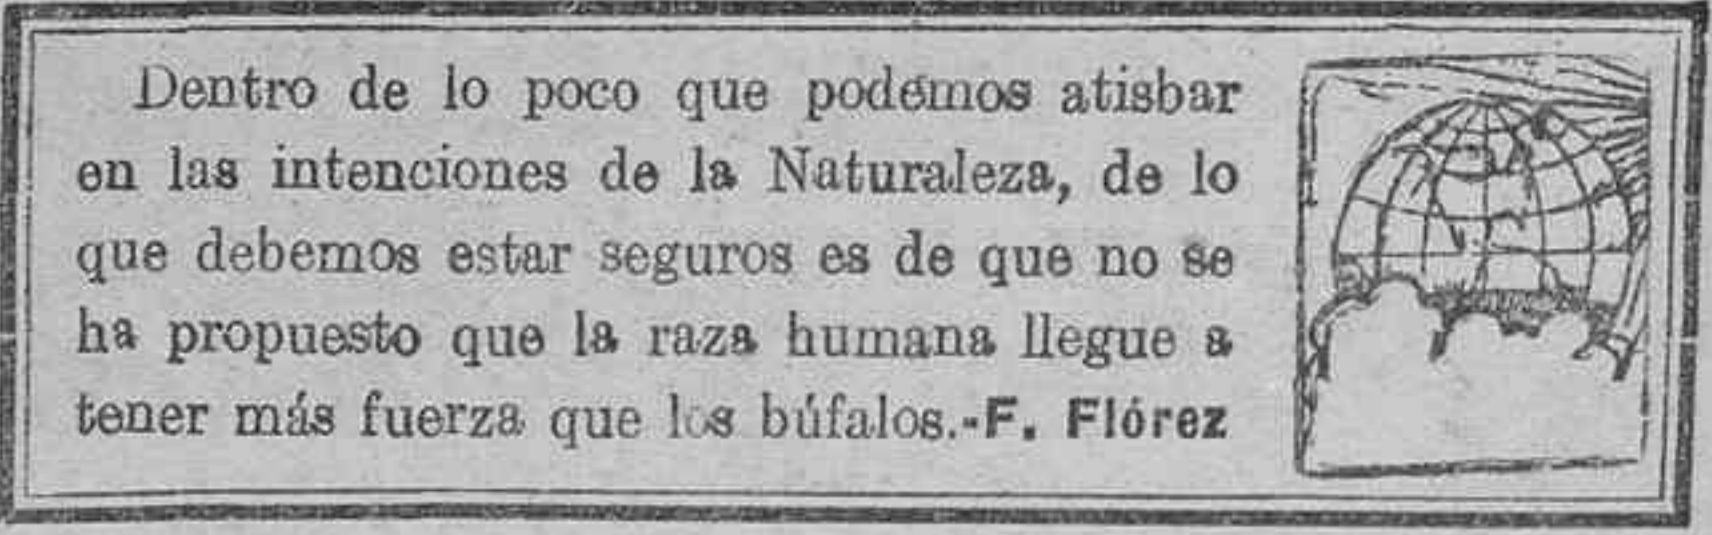 Dentro de lo poco que podemos atisbar
en las intenciones de la Naturaleza, de lo
que debemos estar seguros es de que no se
ha propuesto que la raza humana llegue a
tener más fuerza que los búfalos.-F. Flórez